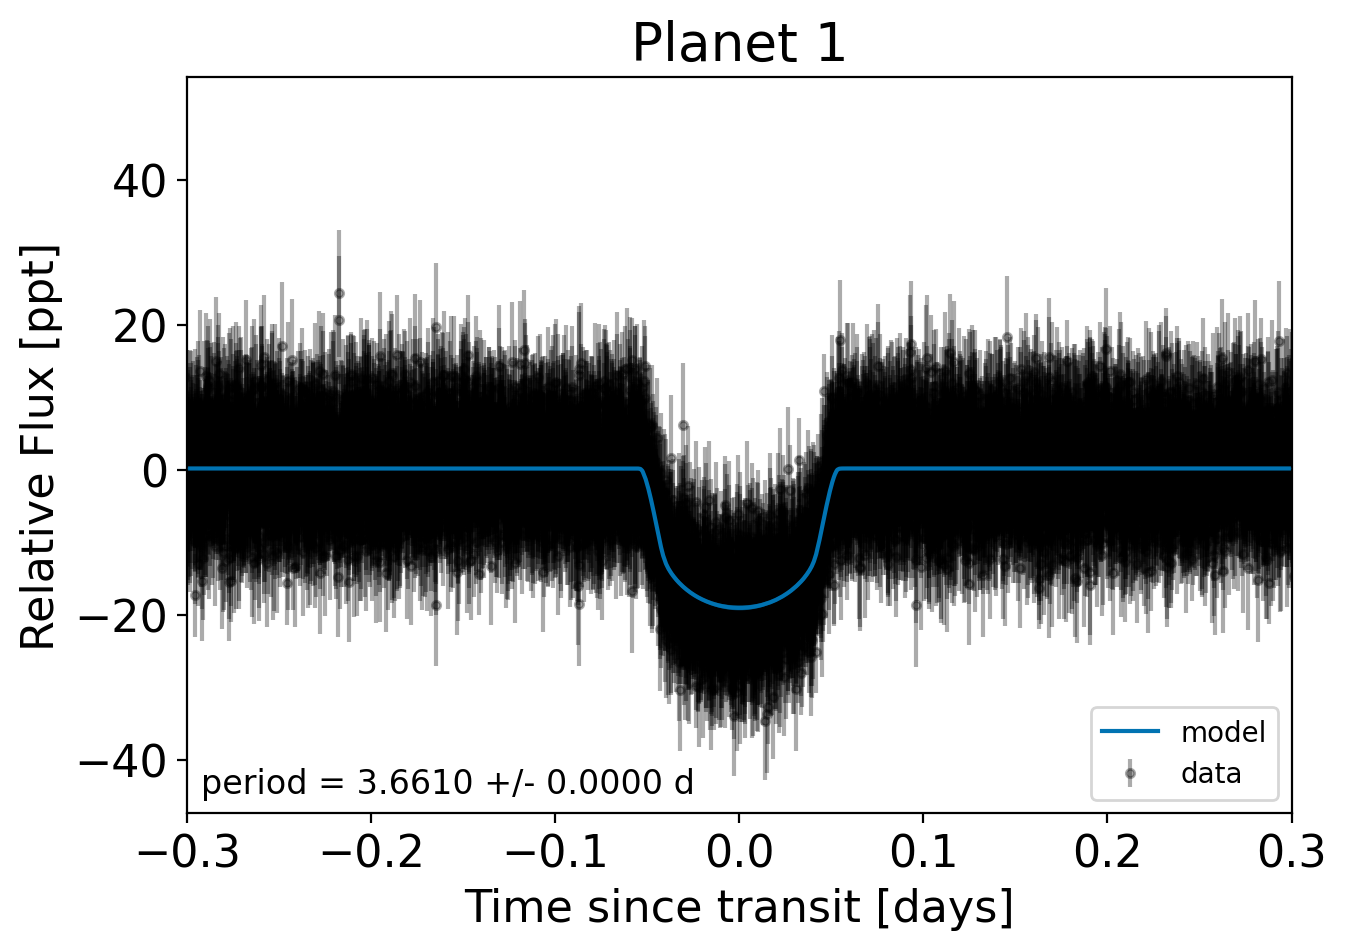 Planet 1
Relative Flux [ppt]
40
20
0
−20
−40
period = 3.6610 +/- 0.0000 d
model
data
−0.3
−0.2
−0.1
0.0
0.1
0.2
0.3
Time since transit [days]